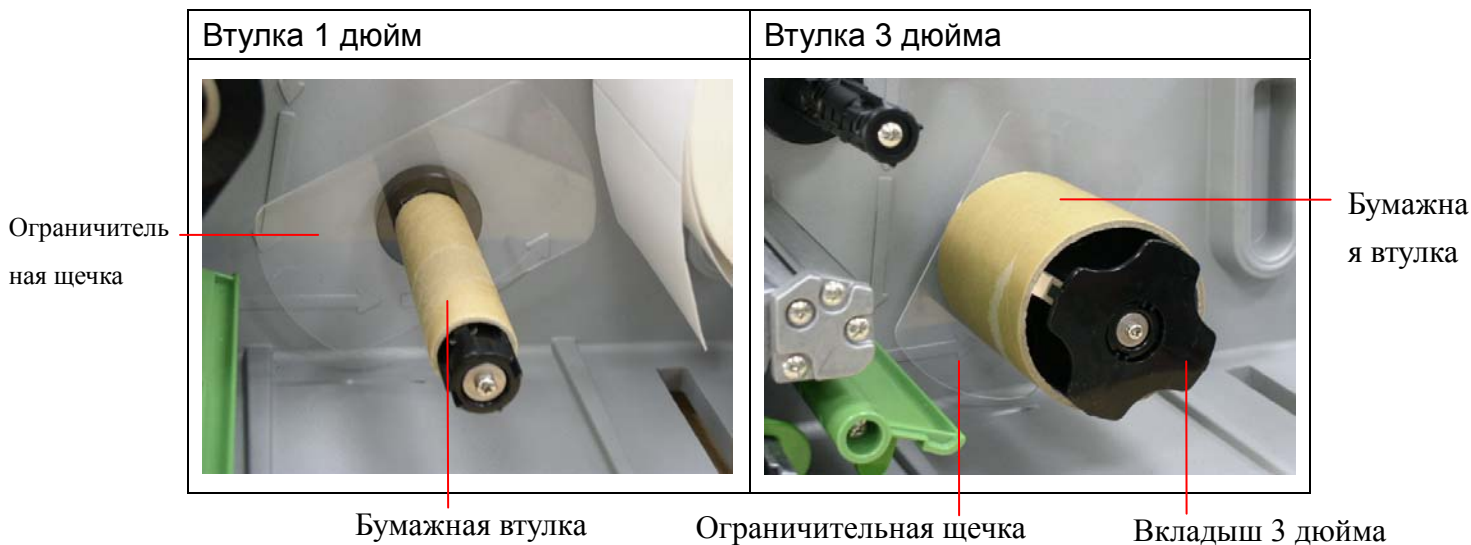 Втулка 1 дюйм
Втулка 3 дюйма
Ограничитель
ная щечка
Бумажна
я втулка
Бумажная втулка
Ограничительная щечка
Вкладыш 3 дюйма